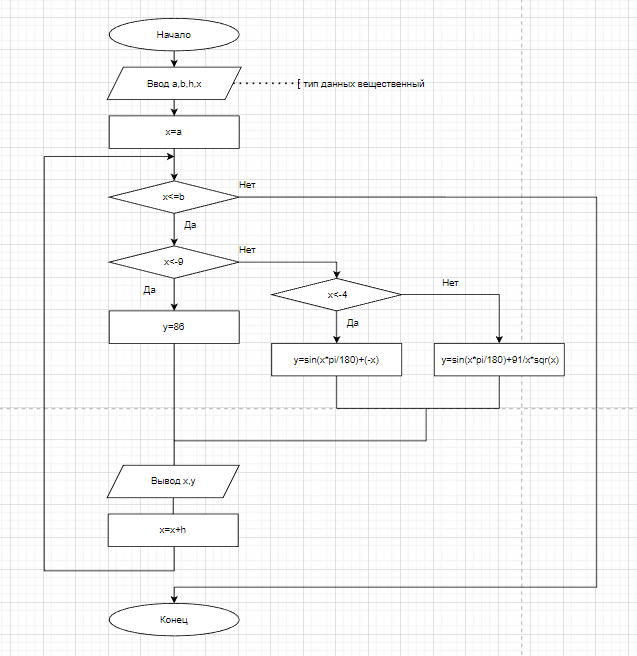 Начало
Ввод a,b,h,x
[ тип данных вещественный
x=a
Нет
x<=b
Да
Нет
x<-9
Да
Нет
x<-4
Да
y=86
y=sin(x*pi/180)+(-x)
y=sin(x*pi/180)+91/x*sqr(x)
Вывод x,y
x=x+h
Конец